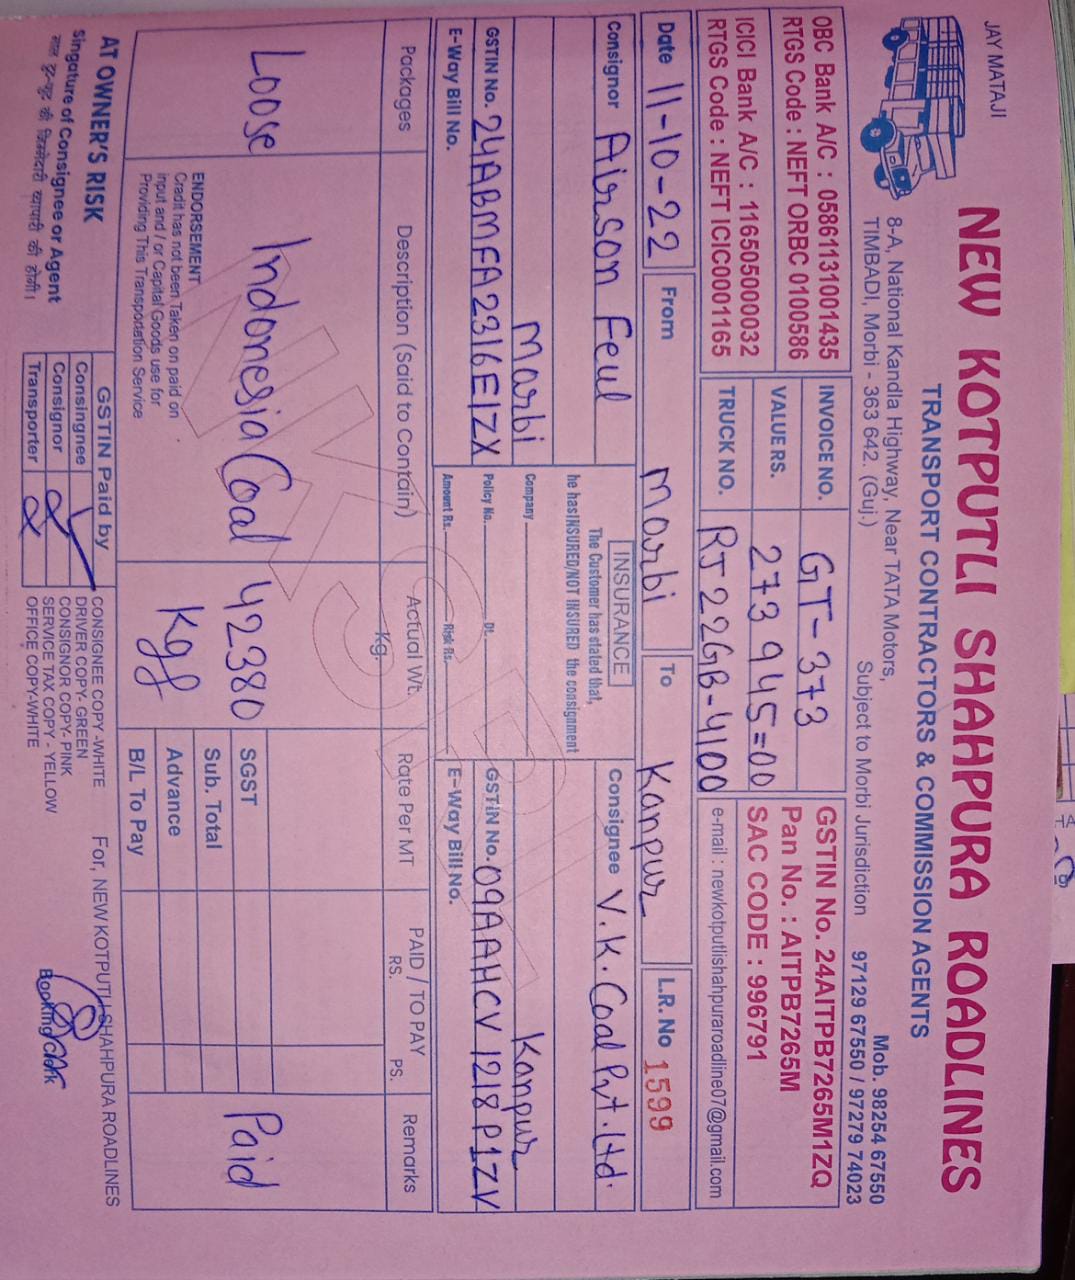 JAY MATAJI
NEW KOTPUTLI SHAHPURA ROADLINES
TRANSPORT CONTRACTORS & COMMISSION AGENTS
8-A, National Kandla Highway, Near TATA Motors,
TIMBADI, Morbi - 363 642. (Guj.)
Subject to Morbi Jurisdiction
Mob. 98254 67550
97129 67550 / 97279 74023
OBC Bank A/C : 05861131001435
RTGS Code : NEFT ORBC 0100586
ICICI Bank A/C : 116505000032
RTGS Code : NEFT ICIC0001165
INVOICE NO. GT-373
VALUE RS. 273945=00
TRUCK NO. RJ22GB-4100
GSTIN No. 24AITPB7265M1ZQ
Pan No. : AITPB7265M
SAC CODE : 996791
e-mail : newkotputlishahpuraroadline07@gmail.com
Date 11-10-22 From Marbi To Kanpur L.R. No 1599
Consignor Airson Feul
Marbi
GSTIN No. 24ABMFA2316E1ZX
E-Way Bill No.
INSURANCE
The Customer has stated that,
he has INSURED/NOT INSURED the consignment
Company
Policy No. Dt.
Amount Rs. Risk Rs.
Consignee V.K. Coal Pvt. Ltd.
Kanpur
GSTIN No. 09AAHCV1218P1ZV
E-Way Bill No.
Packages Description (Said to Contain) Actual Wt. Kg. Rate Per MT PAID / TO PAY RS. PS. Remarks
Loose Indonesia Coal 42380 Kgs Paid
SGST
Sub. Total
Advance
B/L To Pay
ENDORSEMENT
Cradit has not been Taken on paid on
input and / or Capital Goods use for
Providing This Transportation Service
AT OWNER'S RISK
Singature of Consignee or Agent
GSTIN Paid by
Consingnee
Consignor
Transporter
CONSIGNEE COPY -WHITE
DRIVER COPY- GREEN
CONSIGNOR COPY- PINK
SERVICE TAX COPY - YELLOW
OFFICE COPY-WHITE
For, NEW KOTPUTLI SHAHPURA ROADLINES
Booking Clerk